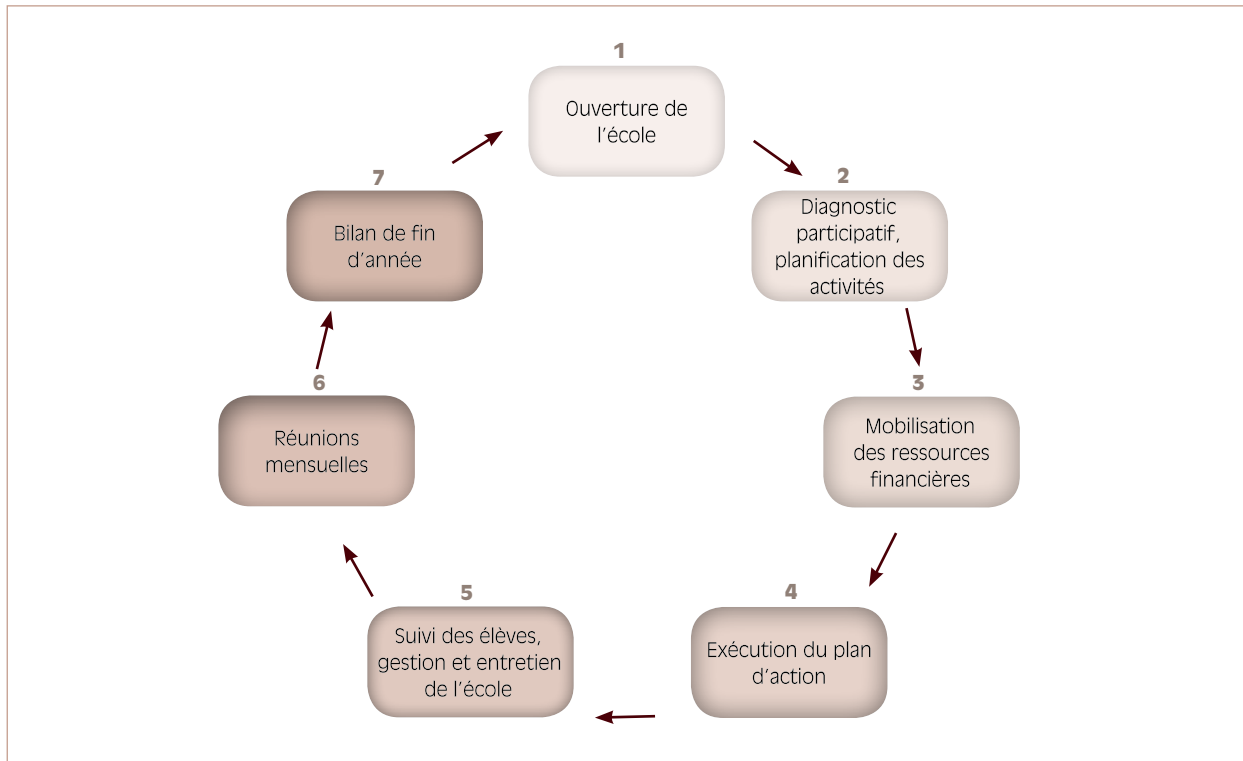 1
Ouverture de
l'école
2
Diagnostic
participatif,
planification des
activités
3
Mobilisation
des ressources
financières
4
Exécution du plan
d'action
5
Suivi des élèves,
gestion et entretien
de l'école
6
Réunions
mensuelles
7
Bilan de fin
d'année